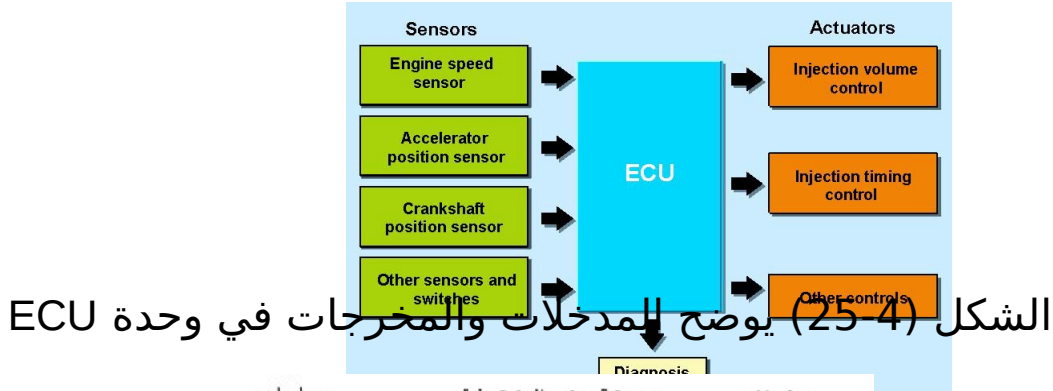 Sensors
Actuators
Engine speed
sensor
Injection volume
control
Accelerator
position sensor
ECU
Injection timing
control
Crankshaft
position sensor
Other sensors and
switches
Other controls
الشكل (4-25) يوضح المدخلات والمخرجات في وحدة ECU
Diagnosis